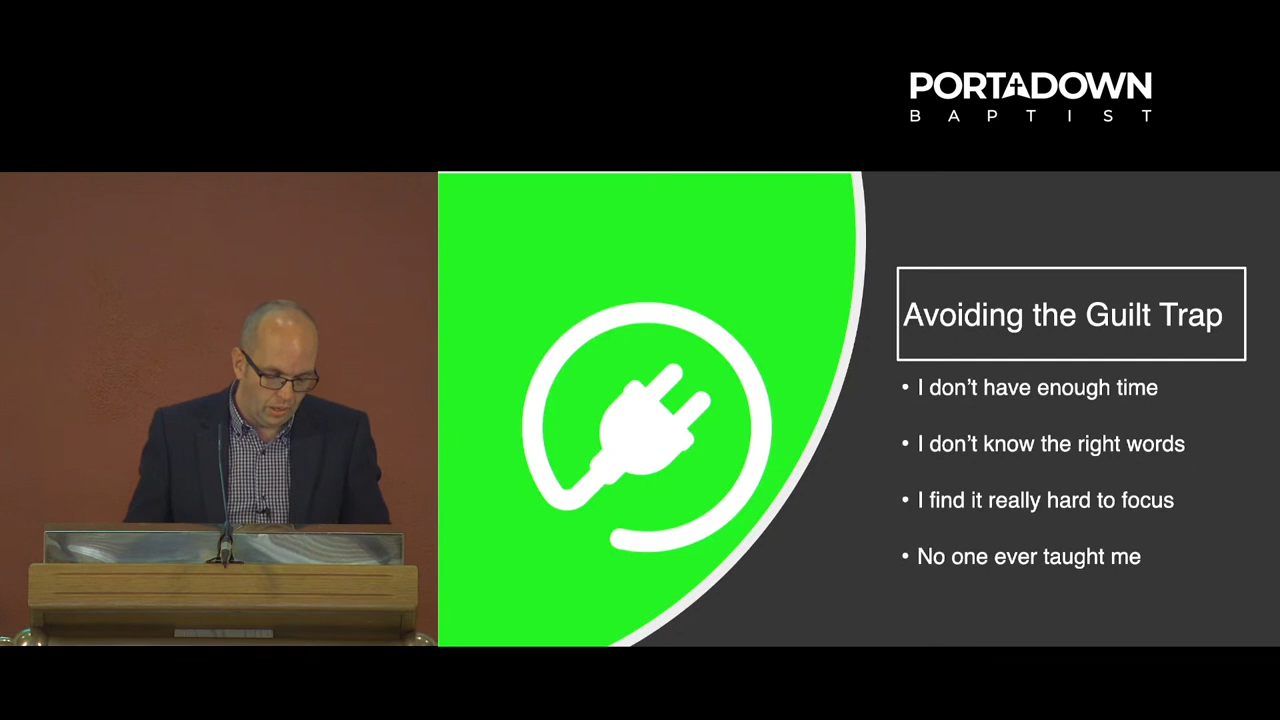 PORTADOWN
BAPTIST
Avoiding the Guilt Trap
• I don’t have enough time
• I don’t know the right words
• I find it really hard to focus
• No one ever taught me